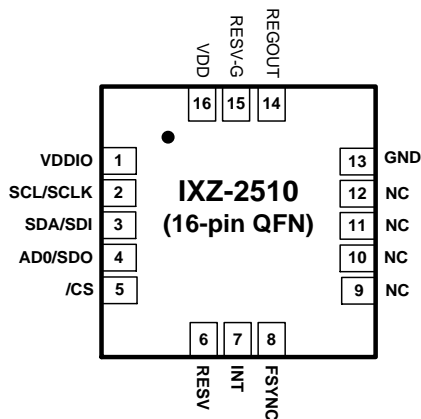 VDD
RESV-G
REGOUT
16 15 14
VDDIO 1
SCL/SCLK 2
SDA/SDI 3
AD0/SDO 4
/CS 5
IXZ-2510
(16-pin QFN)
13 GND
12 NC
11 NC
10 NC
9 NC
6 7 8
RESV
INT
FSYNC